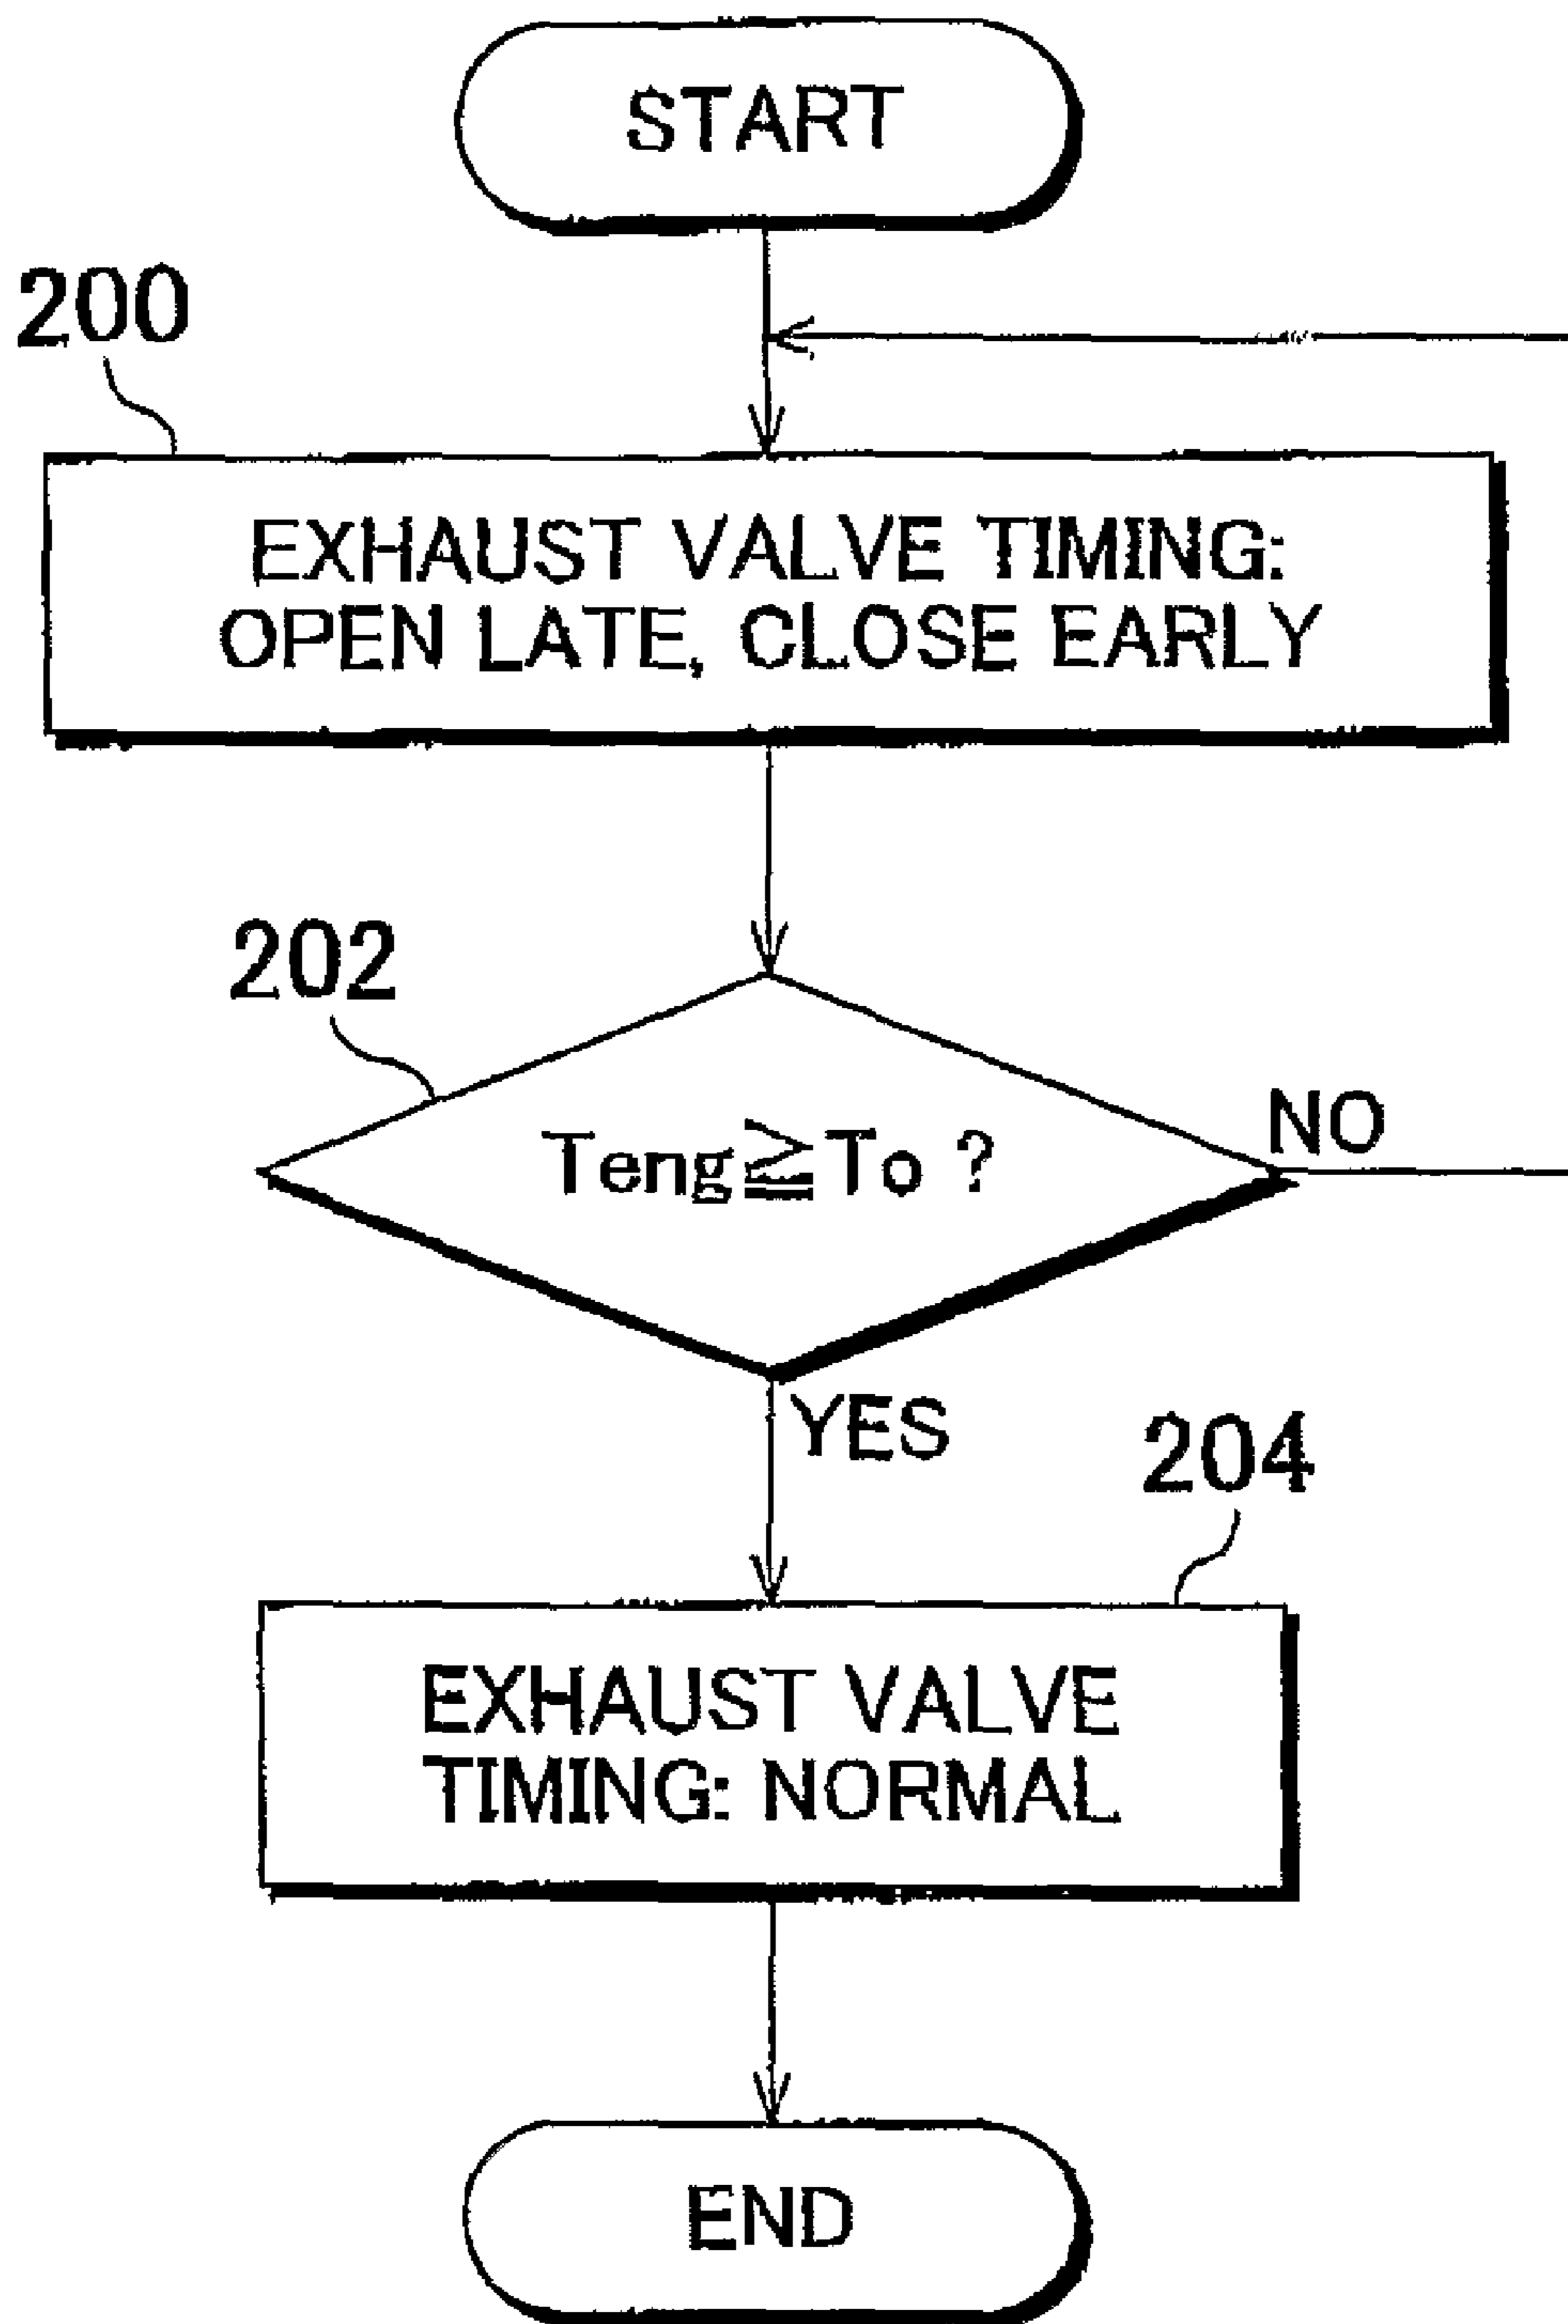 START
200
EXHAUST VALVE TIMING:
OPEN LATE, CLOSE EARLY
202
Teng≧To ?
NO
YES
204
EXHAUST VALVE
TIMING: NORMAL
END